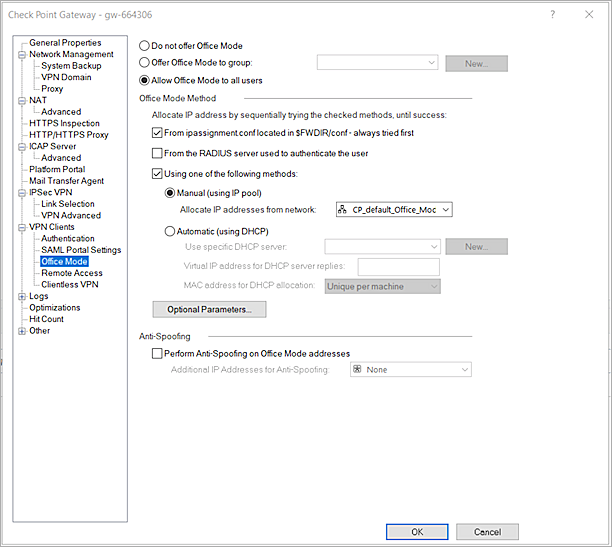 Check Point Gateway - gw-664306
?
General Properties
Network Management
System Backup
VPN Domain
Proxy
NAT
Advanced
HTTPS Inspection
HTTP/HTTPS Proxy
ICAP Server
Advanced
Platform Portal
Mail Transfer Agent
IPSec VPN
Link Selection
VPN Advanced
VPN Clients
Authentication
SAML Portal Settings
Office Mode
Remote Access
Clientless VPN
Logs
Optimizations
Hit Count
Other
Do not offer Office Mode
Offer Office Mode to group:
New...
Allow Office Mode to all users
Office Mode Method
Allocate IP address by sequentially trying the checked methods, until success:
From ipassignment.conf located in $FWDIR/conf - always tried first
From the RADIUS server used to authenticate the user
Using one of the following methods:
Manual (using IP pool)
Allocate IP addresses from network: CP_default_Office_Moc
Automatic (using DHCP)
Use specific DHCP server: New...
Virtual IP address for DHCP server replies:
MAC address for DHCP allocation: Unique per machine
Optional Parameters...
Anti-Spoofing
Perform Anti-Spoofing on Office Mode addresses
Additional IP Addresses for Anti-Spoofing: None
OK Cancel